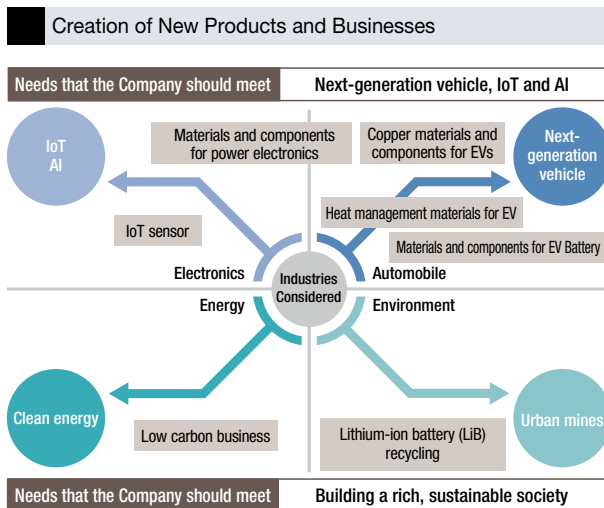 Creation of New Products and Businesses
Needs that the Company should meet
Next-generation vehicle, IoT and AI
IoT
AI
Materials and components
for power electronics
Copper materials and
components for EVs
Next-
generation
vehicle
IoT sensor
Heat management materials for EV
Materials and components for EV Battery
Electronics
Industries
Considered
Automobile
Energy
Environment
Clean energy
Low carbon business
Lithium-ion battery (LiB)
recycling
Urban mines
Needs that the Company should meet
Building a rich, sustainable society